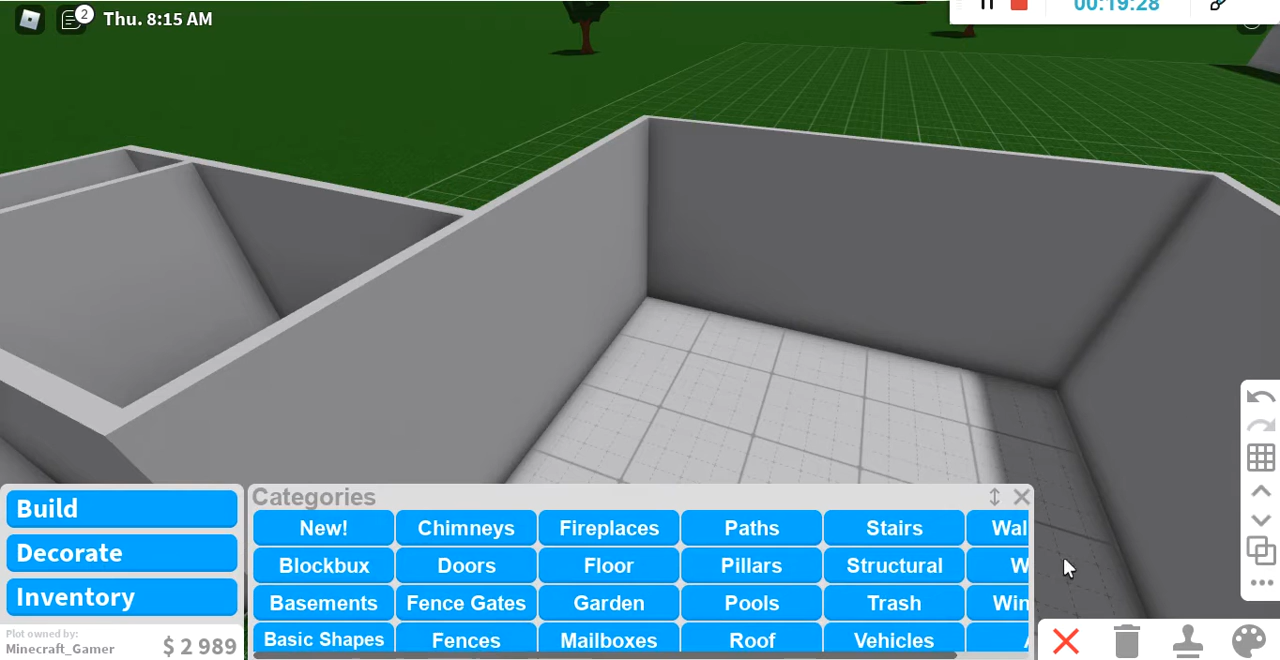 2
Thu. 8:15 AM
00:19:28
Build
Decorate
Inventory
Plot owned by:
Minecraft_Gamer
$ 2 989
Categories
New! Chimneys Fireplaces Paths Stairs Wal
Blockbux Doors Floor Pillars Structural W
Basements Fence Gates Garden Pools Trash Win
Basic Shapes Fences Mailboxes Roof Vehicles